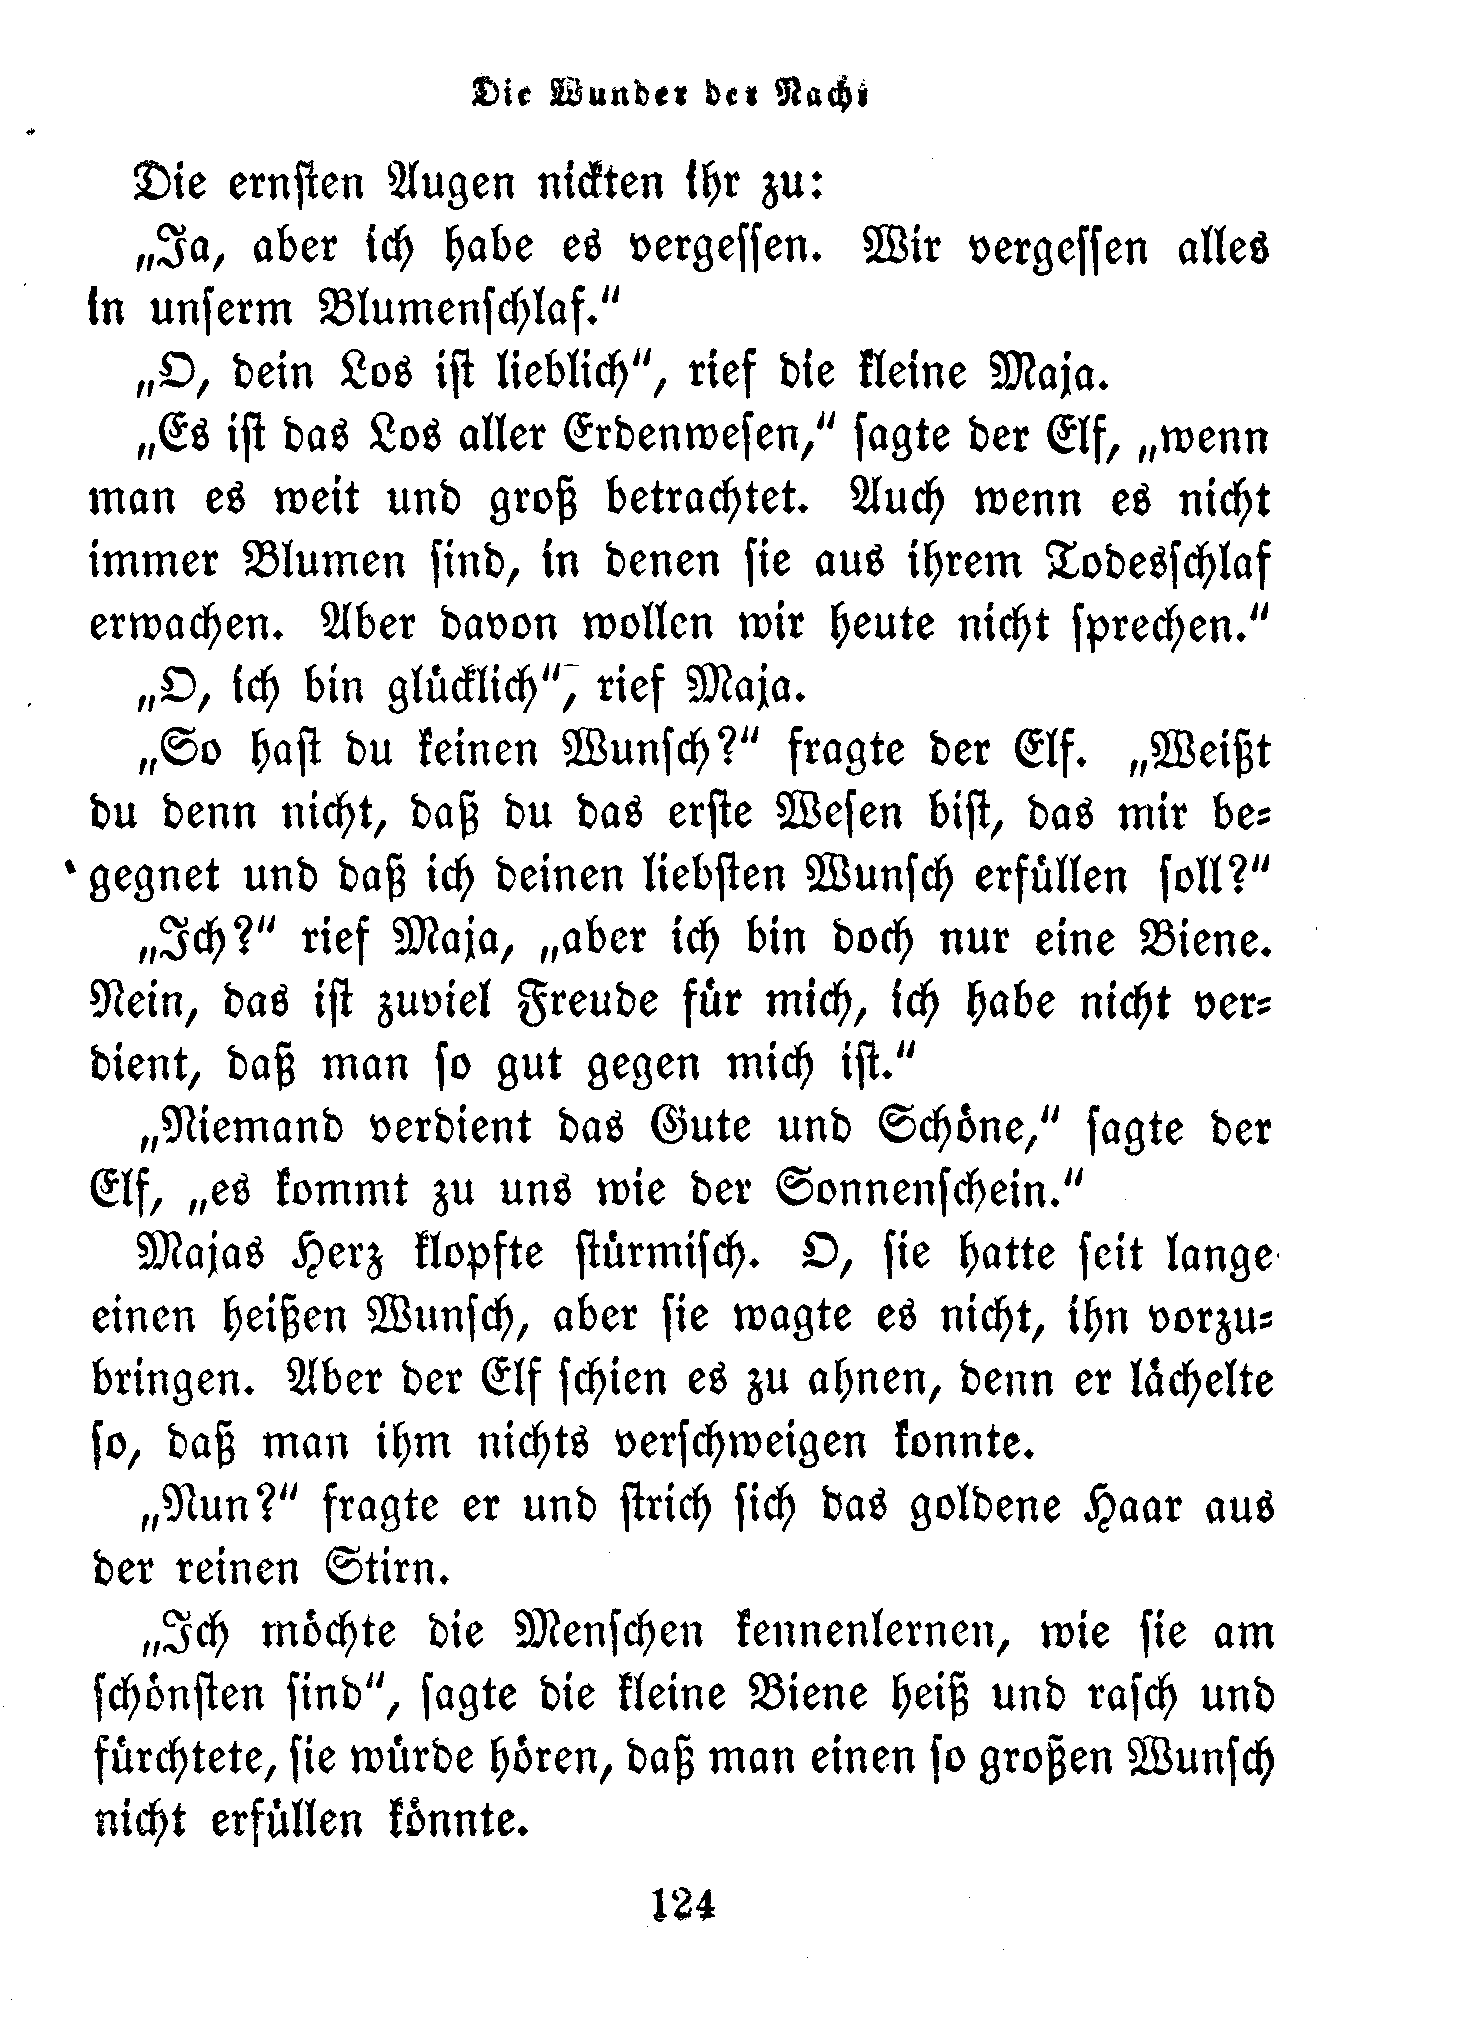 Die Wunder der Nacht
Die ernsten Augen nickten ihr zu:
„Ja, aber ich habe es vergessen. Wir vergessen alles
in unserm Blumenschlaf.“
„O, dein Los ist lieblich“, rief die kleine Maja.
„Es ist das Los aller Erdenwesen,“ sagte der Elf, „wenn
man es weit und groß betrachtet. Auch wenn es nicht
immer Blumen sind, in denen sie aus ihrem Todesschlaf
erwachen. Aber davon wollen wir heute nicht sprechen.“
„O, ich bin glücklich“, rief Maja.
„So hast du keinen Wunsch?“ fragte der Elf. „Weißt
du denn nicht, daß du das erste Wesen bist, das mir be-
gegnet und daß ich deinen liebsten Wunsch erfüllen soll?“
„Ich?“ rief Maja, „aber ich bin doch nur eine Biene.
Nein, das ist zuviel Freude für mich, ich habe nicht ver-
dient, daß man so gut gegen mich ist.“
„Niemand verdient das Gute und Schöne,“ sagte der
Elf, „es kommt zu uns wie der Sonnenschein.“
Majas Herz klopfte stürmisch. O, sie hatte seit lange
einen heißen Wunsch, aber sie wagte es nicht, ihn vorzu-
bringen. Aber der Elf schien es zu ahnen, denn er lächelte
so, daß man ihm nichts verschweigen konnte.
„Nun?“ fragte er und strich sich das goldene Haar aus
der reinen Stirn.
„Ich möchte die Menschen kennenlernen, wie sie am
schönsten sind“, sagte die kleine Biene heiß und rasch und
fürchtete, sie würde hören, daß man einen so großen Wunsch
nicht erfüllen könnte.
124